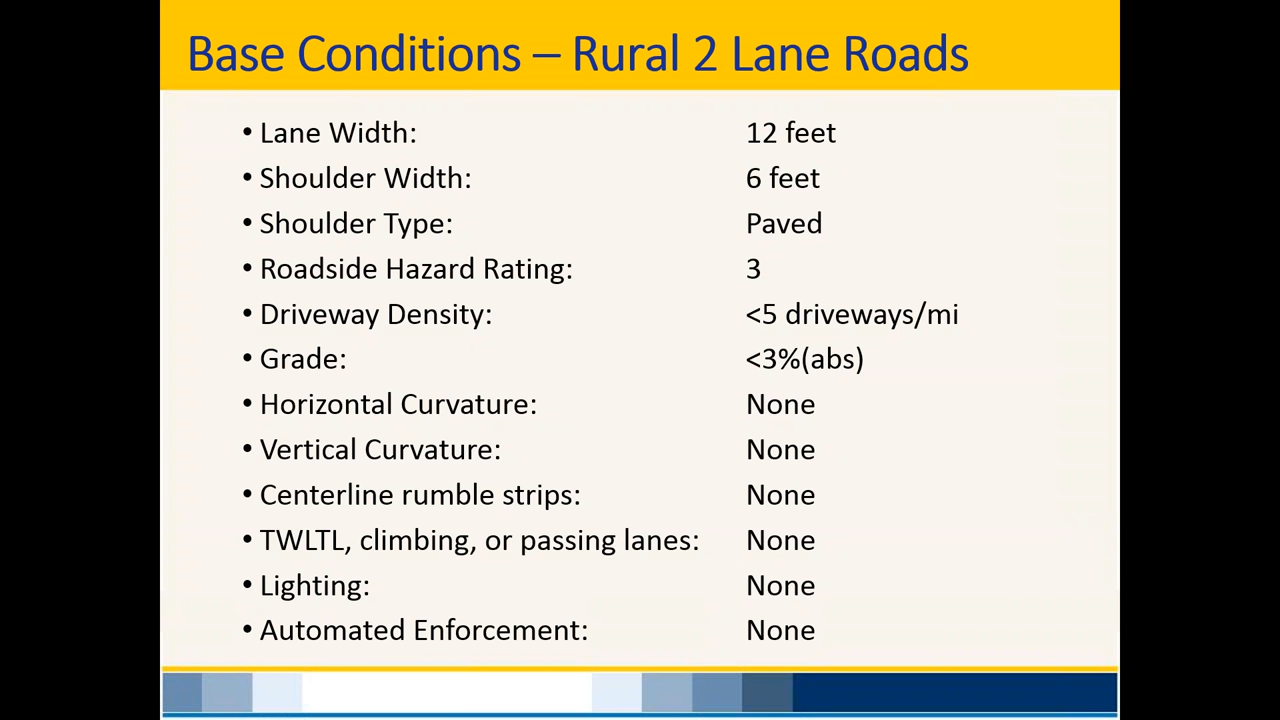 Base Conditions – Rural 2 Lane Roads
• Lane Width: 12 feet
• Shoulder Width: 6 feet
• Shoulder Type: Paved
• Roadside Hazard Rating: 3
• Driveway Density: <5 driveways/mi
• Grade: <3%(abs)
• Horizontal Curvature: None
• Vertical Curvature: None
• Centerline rumble strips: None
• TWLTL, climbing, or passing lanes: None
• Lighting: None
• Automated Enforcement: None